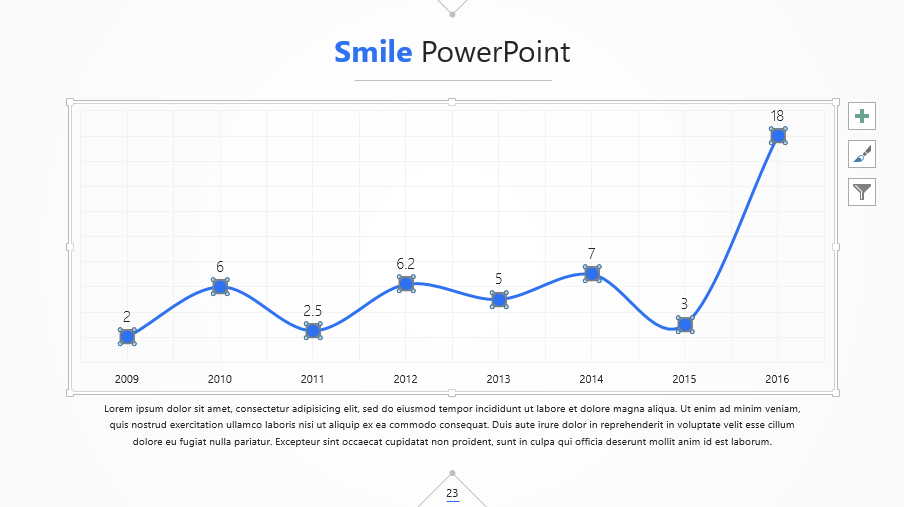 Smile PowerPoint
18
6
6.2
7
5
2
2.5
3
2009 2010 2011 2012 2013 2014 2015 2016
Lorem ipsum dolor sit amet, consectetur adipisicing elit, sed do eiusmod tempor incididunt ut labore et dolore magna aliqua. Ut enim ad minim veniam,
quis nostrud exercitation ullamco laboris nisi ut aliquip ex ea commodo consequat. Duis aute irure dolor in reprehenderit in voluptate velit esse cillum
dolore eu fugiat nulla pariatur. Excepteur sint occaecat cupidatat non proident, sunt in culpa qui officia deserunt mollit anim id est laborum.
23